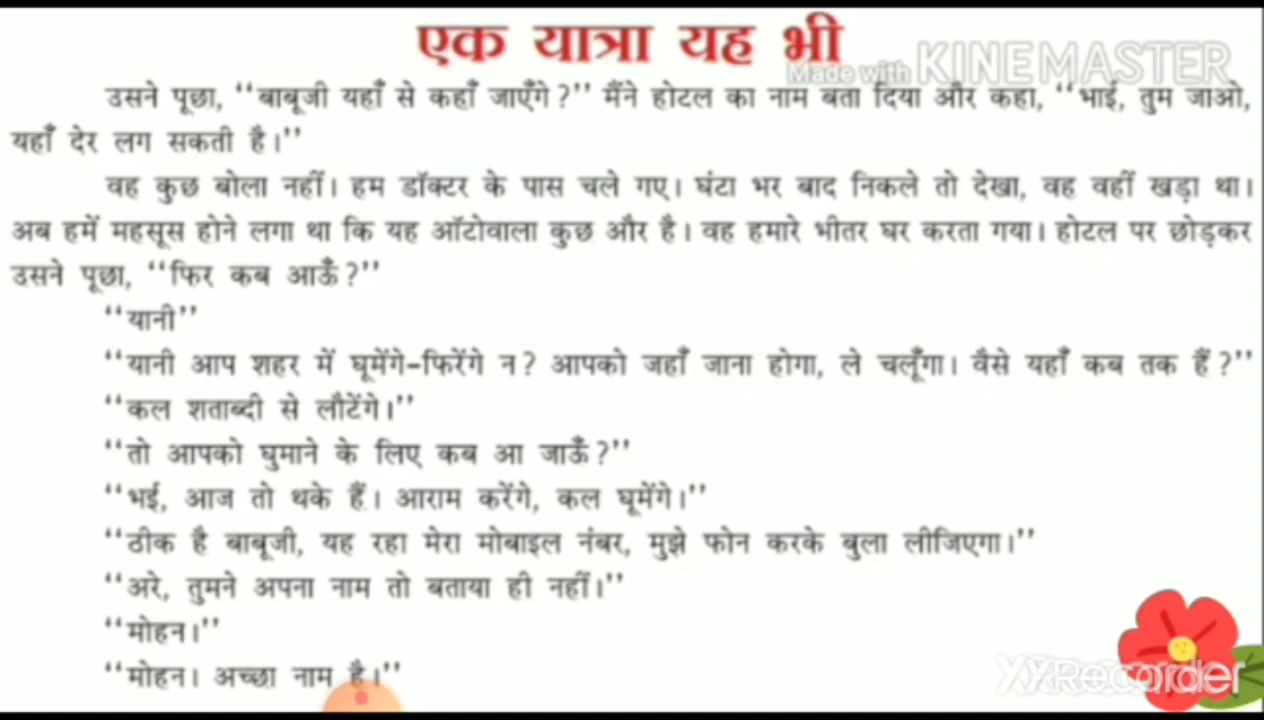 एक यात्रा यह भी
Made with KINEMASTER
उसने पूछा, ‘‘बाबूजी यहाँ से कहाँ जाएँगे?’’ मैंने होटल का नाम बता दिया और कहा, ‘‘भाई, तुम जाओ,
यहाँ देर लग सकती है।’’
वह कुछ बोला नहीं। हम डॉक्टर के पास चले गए। घंटा भर बाद निकले तो देखा, वह वहीं खड़ा था।
अब हमें महसूस होने लगा था कि यह ऑटोवाला कुछ और है। वह हमारे भीतर घर करता गया। होटल पर छोड़कर
उसने पूछा, ‘‘फिर कब आऊँ?’’
‘‘यानी’’
‘‘यानी आप शहर में घूमेंगे-फिरेंगे न? आपको जहाँ जाना होगा, ले चलूँगा। वैसे यहाँ कब तक हैं?’’
‘‘कल शताब्दी से लौटेंगे।’’
‘‘तो आपको घुमाने के लिए कब आ जाऊँ?’’
‘‘भई, आज तो थके हैं। आराम करेंगे, कल घूमेंगे।’’
‘‘ठीक है बाबूजी, यह रहा मेरा मोबाइल नंबर, मुझे फोन करके बुला लीजिएगा।’’
‘‘अरे, तुमने अपना नाम तो बताया ही नहीं।’’
‘‘मोहन।’’
‘‘मोहन। अच्छा नाम है।’’
XRecorder